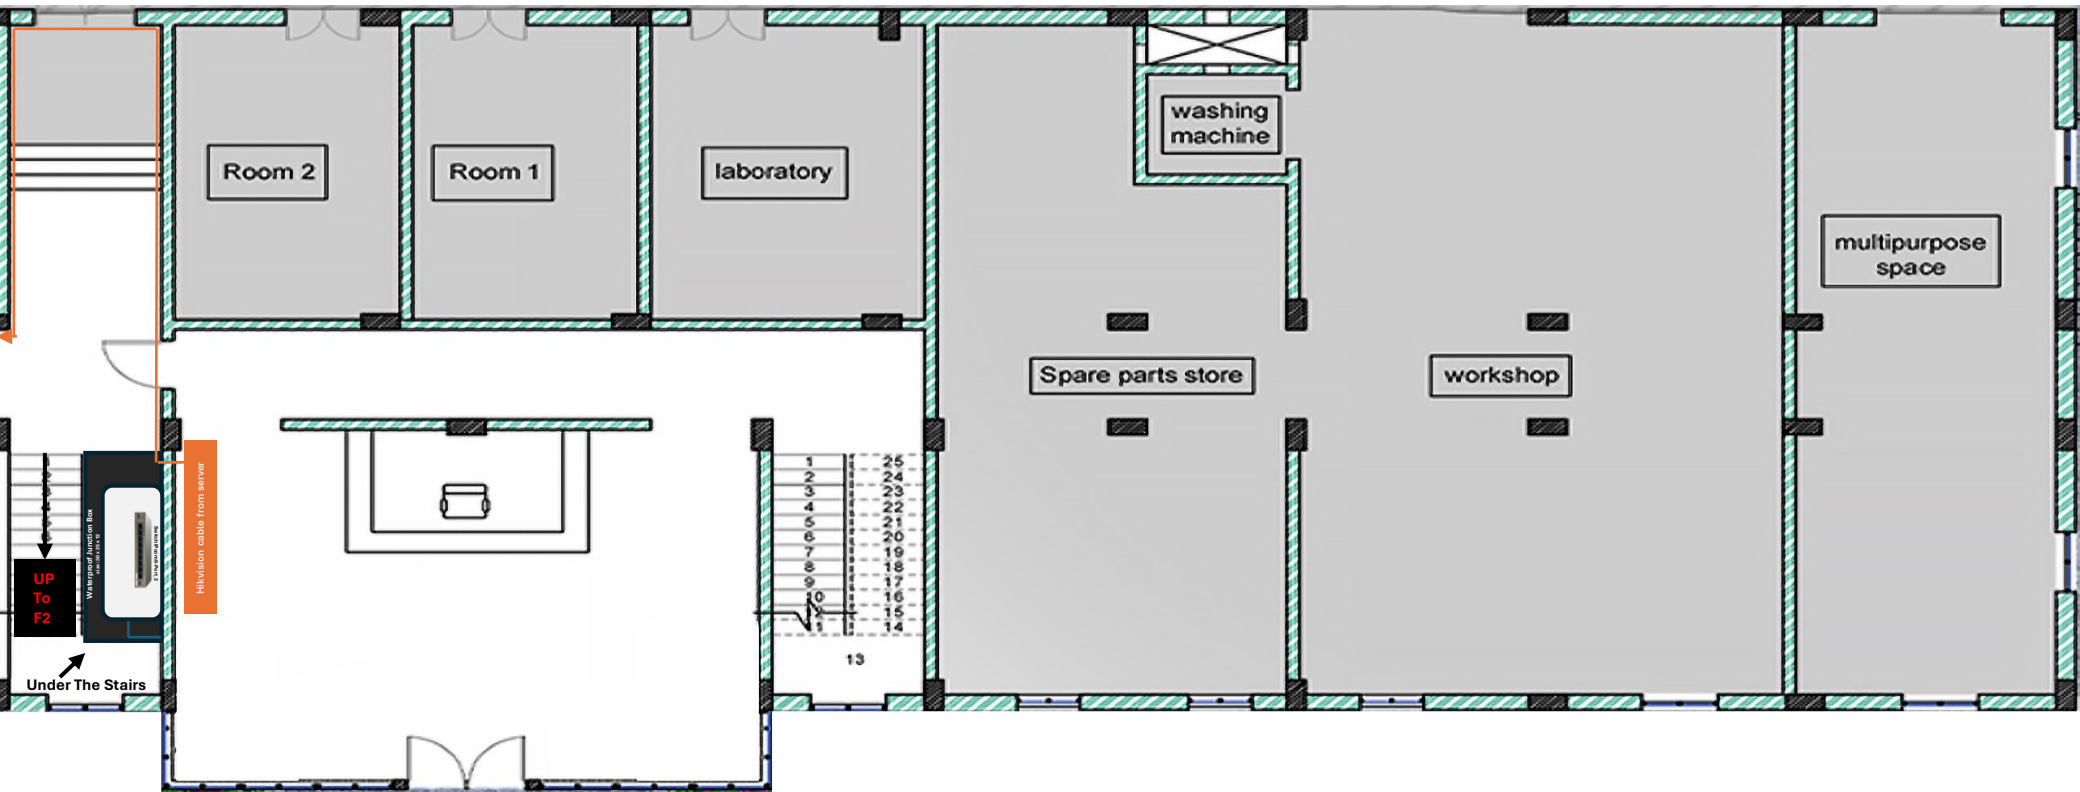 Room 2
Room 1
laboratory
washing
machine
multipurpose
space
Spare parts store
workshop
Hikvision cable from server
Waterproof Junction Box
UP
To
F2
Under The Stairs
1
2
3
4
5
6
7
8
9
10
11
13
25
24
23
22
21
20
19
18
17
16
15
14